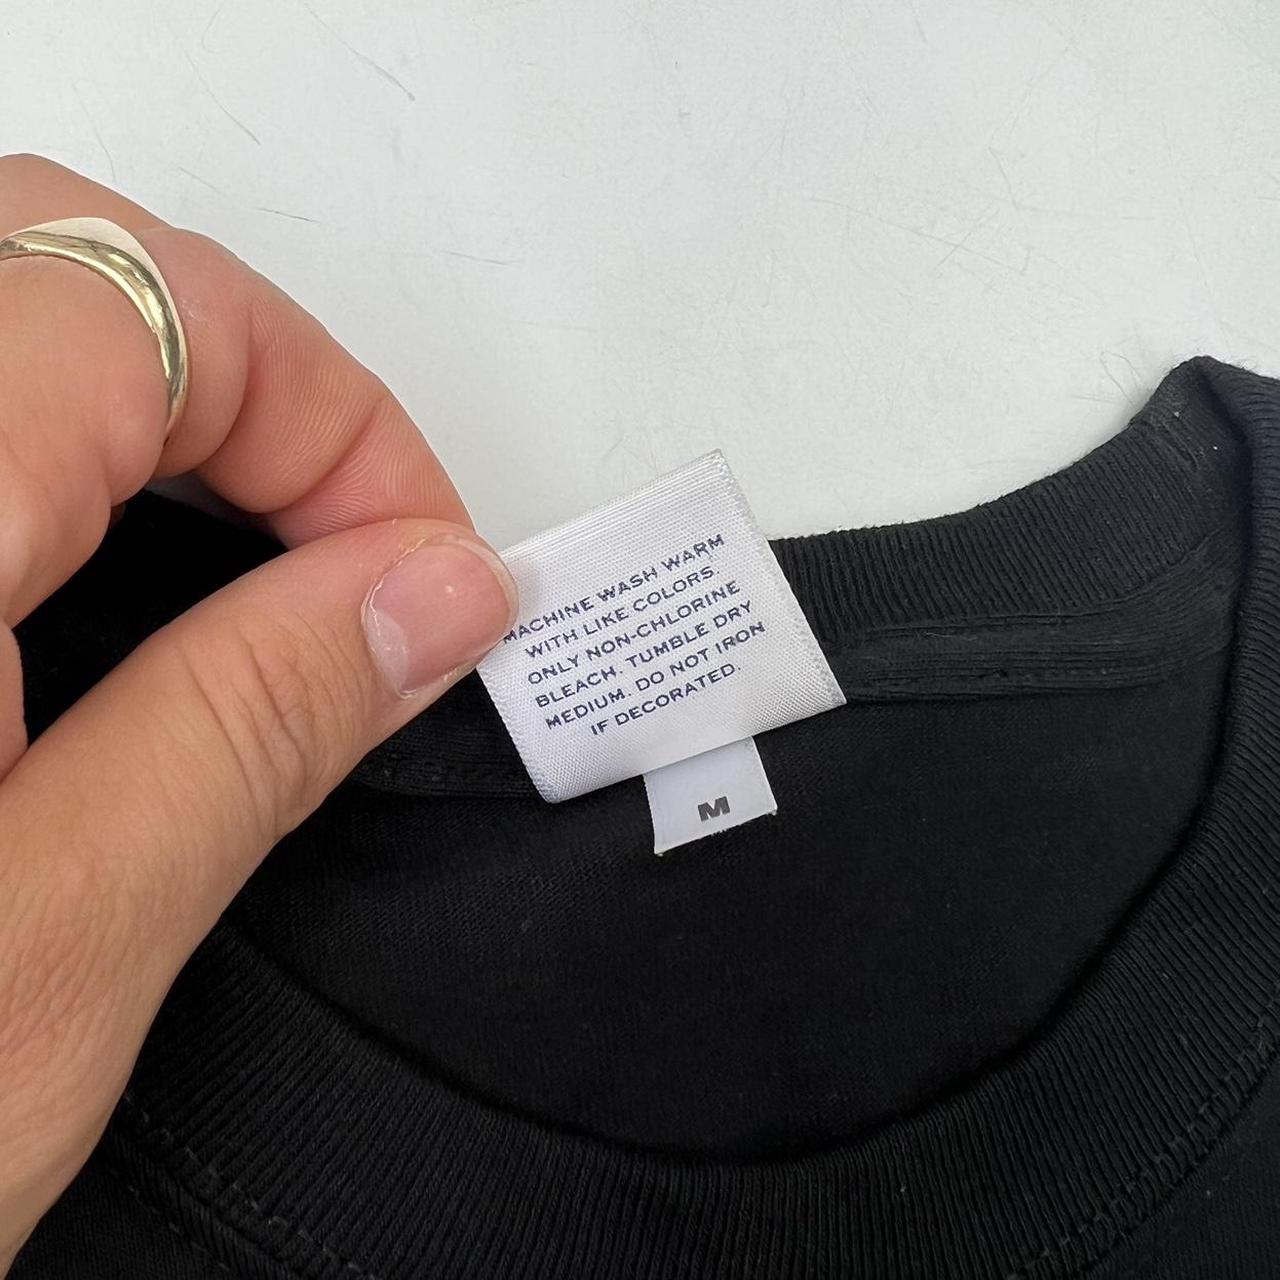 MACHINE WASH WARM
WITH LIKE COLORS.
ONLY NON-CHLORINE
BLEACH. TUMBLE DRY
MEDIUM. DO NOT IRON
IF DECORATED.
M